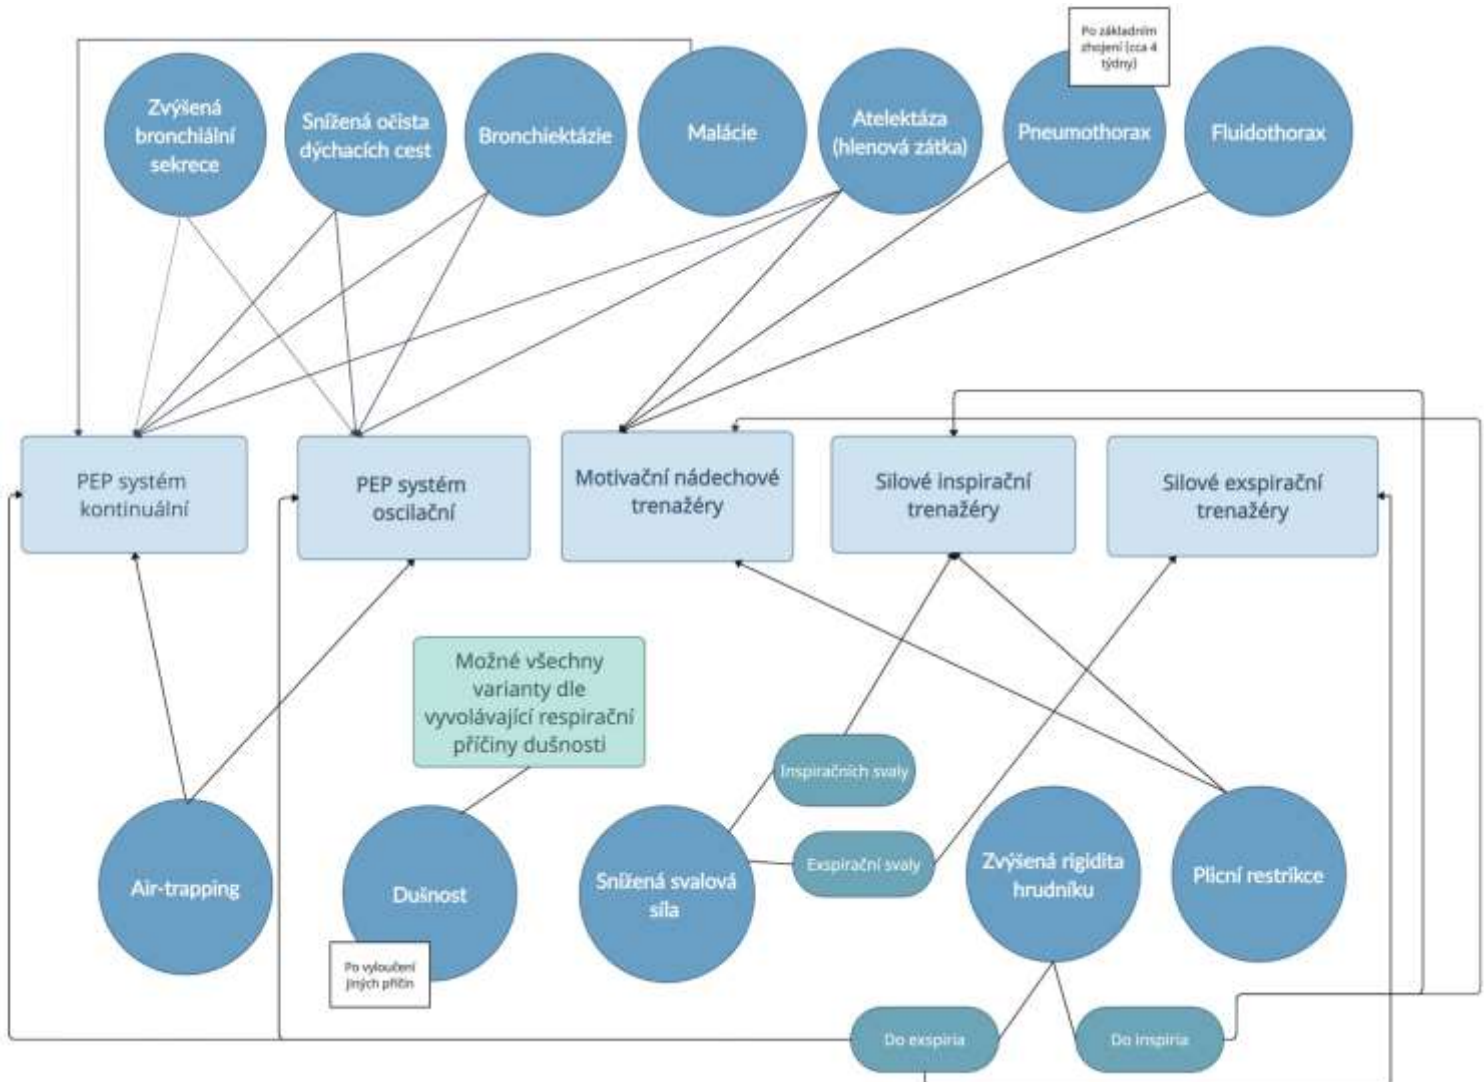 Po základním
zhojení (cca 4
týdny)
Zvýšená
bronchiální
sekrece
Snížená očista
dýchacích cest
Bronchiektázie
Malácie
Atelektáza
(hlenová zátka)
Pneumothorax
Fluidothorax
PEP systém
kontinuální
PEP systém
oscilační
Motivační nádechové
trenažéry
Silové inspirační
trenažéry
Silové exspirační
trenažéry
Možné všechny
varianty dle
vyvolávající respirační
příčiny dušnosti
Inspiračních svaly
Exspirační svaly
Air-trapping
Dušnost
Snížená svalová
síla
Zvýšená rigidita
hrudníku
Plicní restrikce
Po vyloučení
jiných příčin
Do exspiria
Do inspiria